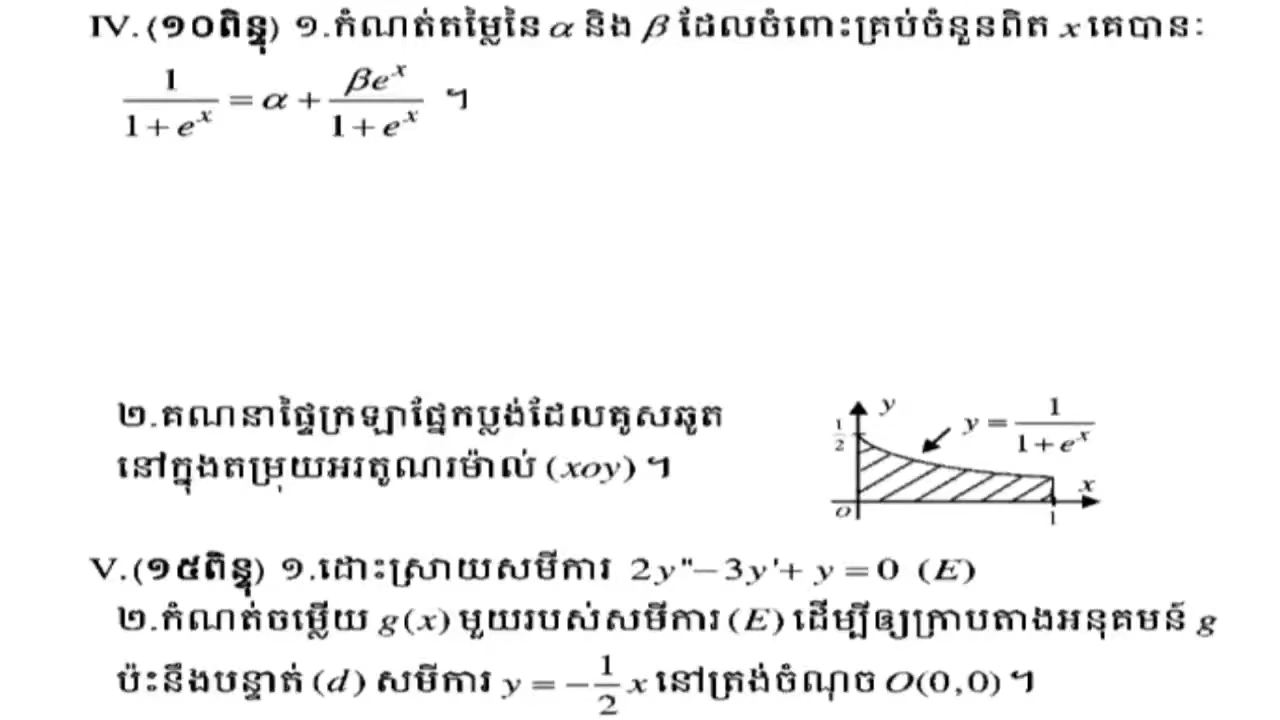 IV. (១០ពិន្ទុ) ១.កំណត់តម្លៃនៃ α និង β ដែលចំពោះគ្រប់ចំនួនពិត x គេបានៈ
1/(1+e^x) = α + βe^x/(1+e^x) ។
២.គណនាផ្ទៃក្រឡាផ្នែកប្លង់ដែលគូសឆូត
នៅក្នុងតម្រុយអរតូណរម៉ាល់ (xoy) ។
y
1/2
y = 1/(1+e^x)
x
O
1
V. (១៥ពិន្ទុ) ១.ដោះស្រាយសមីការ 2y"−3y'+ y = 0 (E)
២.កំណត់ចម្លើយ g(x) មួយរបស់សមីការ (E) ដើម្បីឲ្យក្រាបតាងអនុគមន៍ g
ប៉ះនឹងបន្ទាត់ (d) សមីការ y = −1/2 x នៅត្រង់ចំណុច O(0,0) ។